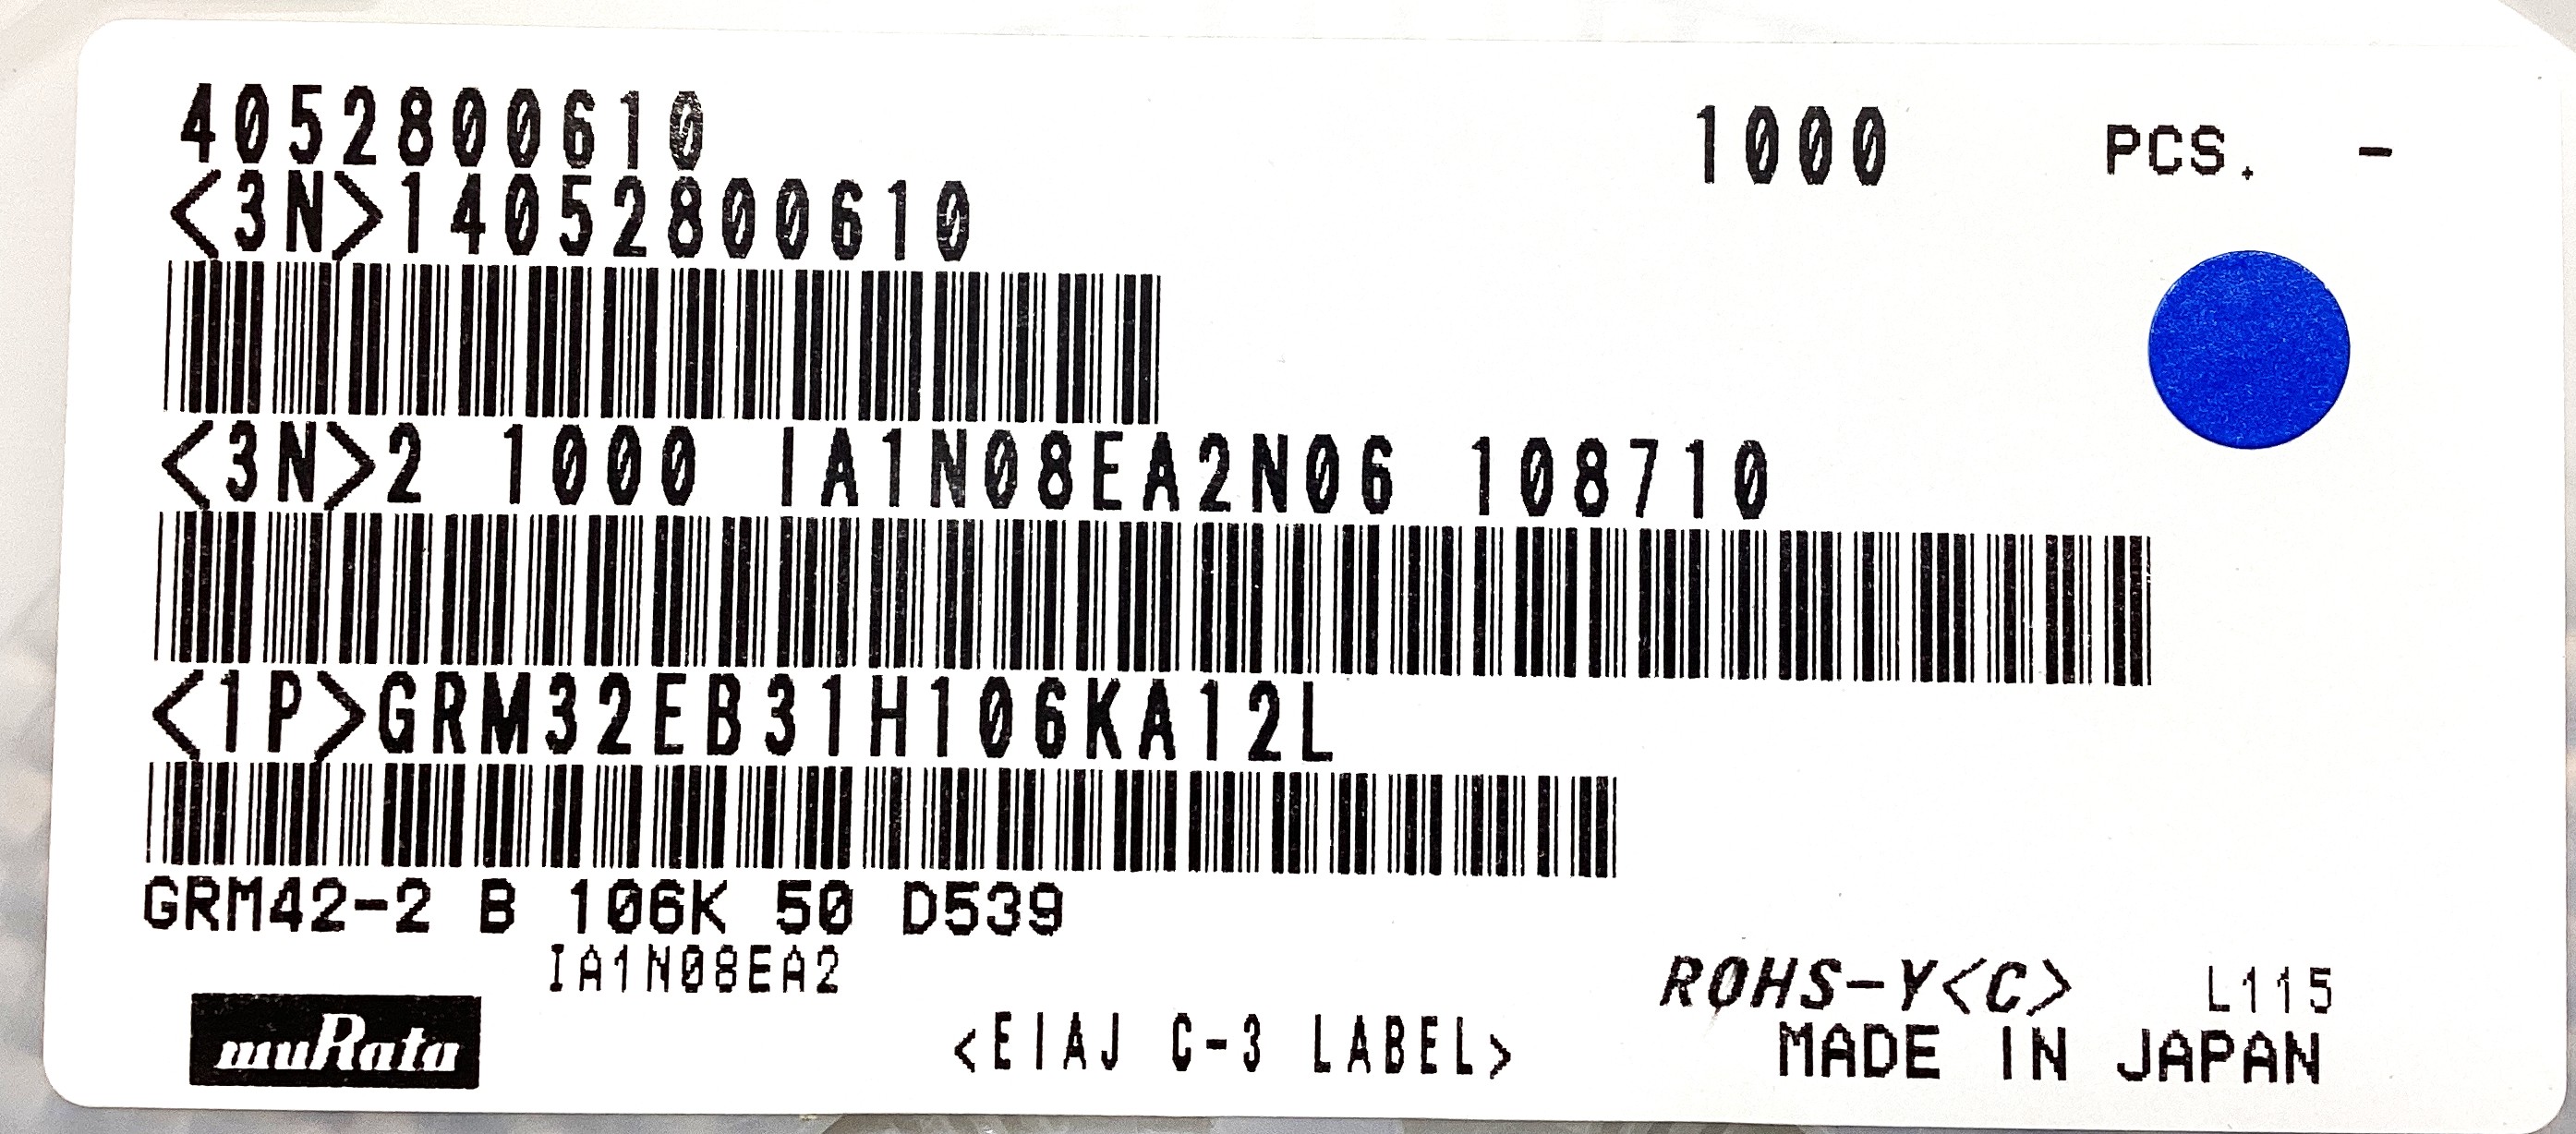 4052800610 1000 PCS. -
<3N>14052800610
<3N>2 1000 IA1N08EA2N06 108710
<1P>GRM32EB31H106KA12L
GRM42-2 B 106K 50 D539
IA1N08EA2
ROHS-Y<C> L115
muRata <EIAJ C-3 LABEL> MADE IN JAPAN